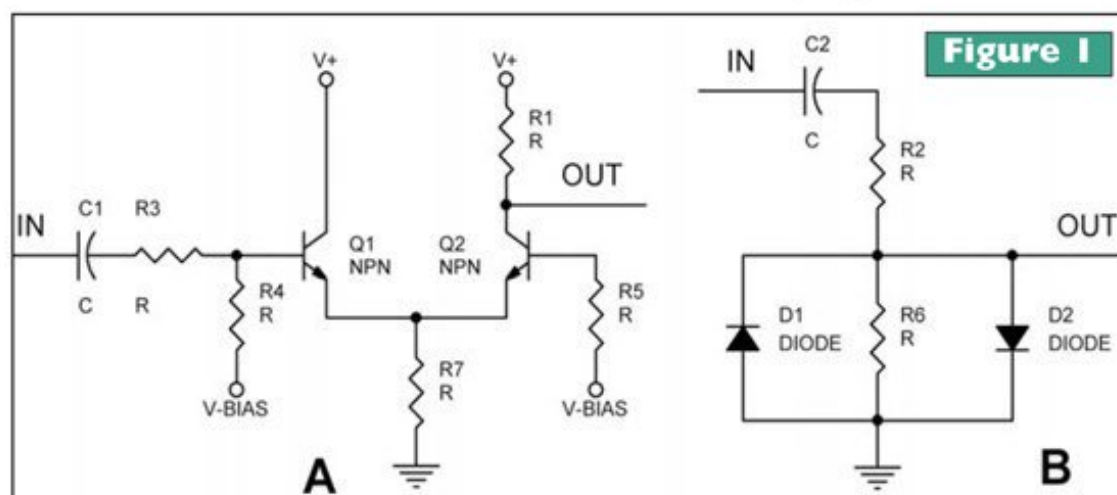 Figure 1
V+
V+
R1
R
OUT
IN
C1
R3
C
R
Q1
NPN
Q2
NPN
R4
R
R5
R
V-BIAS
R7
R
V-BIAS
A
IN
C2
C
R2
R
OUT
D1
DIODE
R6
R
D2
DIODE
B